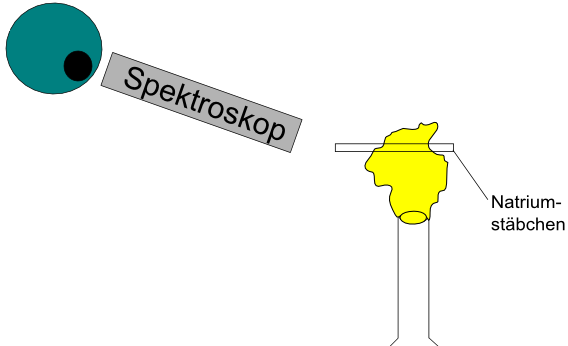 Spektroskop
Natrium-
stäbchen